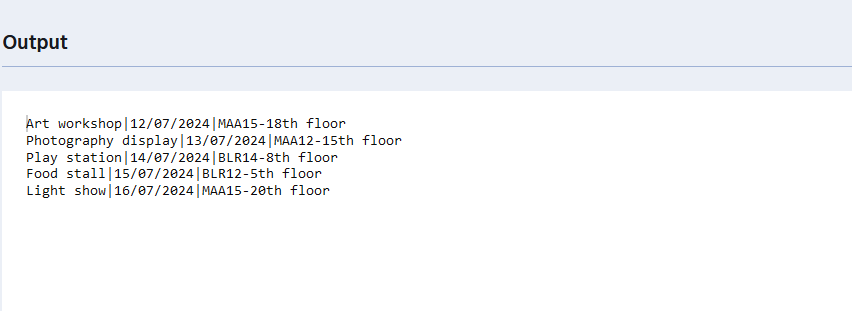 Output
Art workshop|12/07/2024|MAA15-18th floor
Photography display|13/07/2024|MAA12-15th floor
Play station|14/07/2024|BLR14-8th floor
Food stall|15/07/2024|BLR12-5th floor
Light show|16/07/2024|MAA15-20th floor